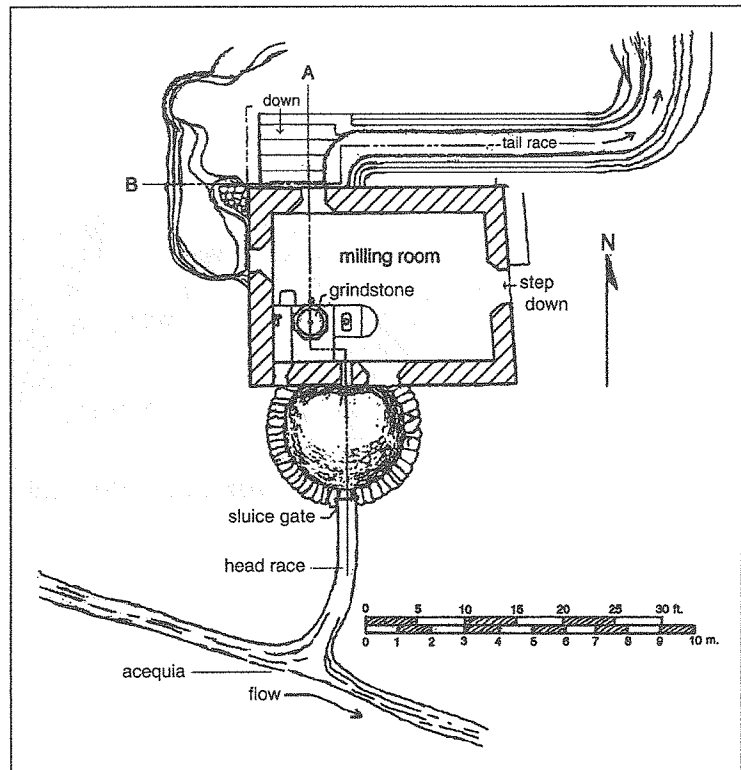 A
down
tail race
B
N
milling room
grindstone
step
down
sluice gate
head race
0 5 10 15 20 25 30 ft.
0 1 2 3 4 5 6 7 8 9 10 m.
acequia
flow